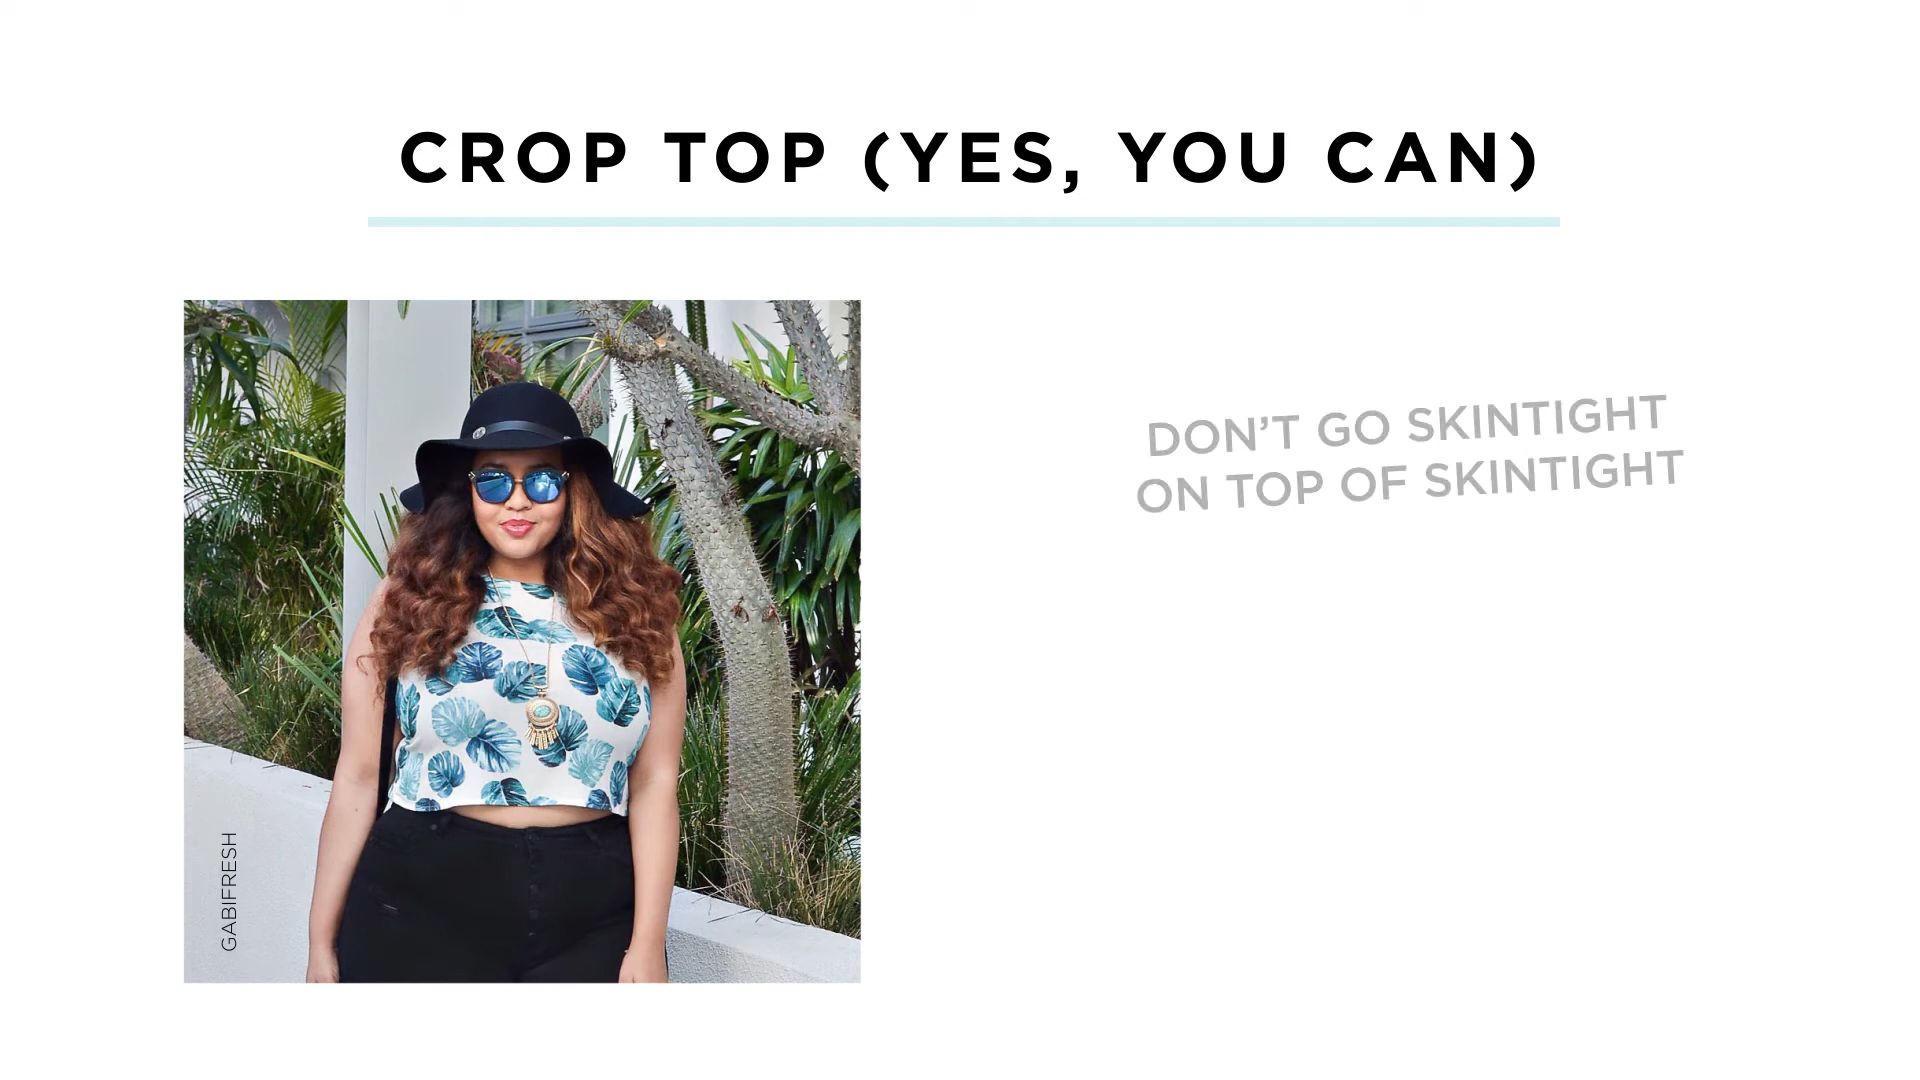 CROP TOP (YES, YOU CAN)
DON'T GO SKINTIGHT
ON TOP OF SKINTIGHT
GABIFRESH